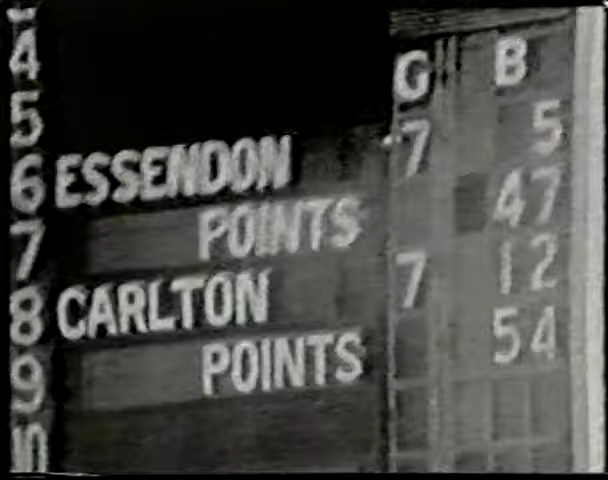 4
G B
5
6 ESSENDON 7 5
7 POINTS 47
8 CARLTON 7 12
9 POINTS 54
10